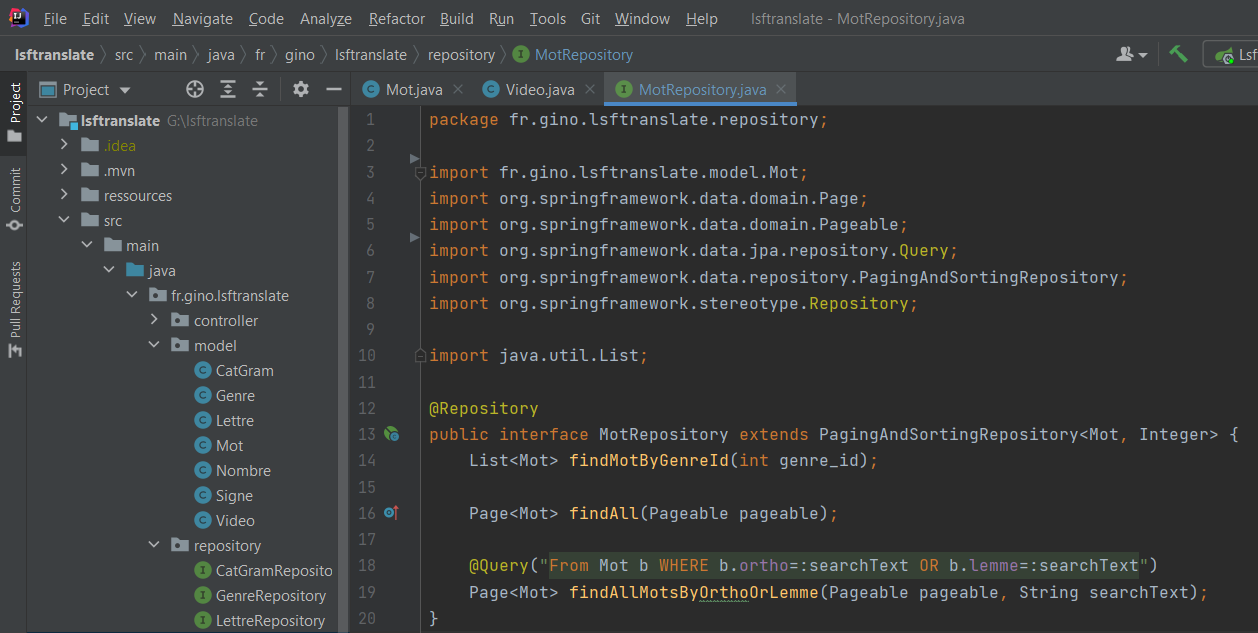 File Edit View Navigate Code Analyze Refactor Build Run Tools Git Window Help lsftranslate - MotRepository.java
lsftranslate src main java fr gino lsftranslate repository MotRepository Lsf
Project
Commit
Pull Requests
Project
lsftranslate G:\lsftranslate
.idea
.mvn
ressources
src
main
java
fr.gino.lsftranslate
controller
model
CatGram
Genre
Lettre
Mot
Nombre
Signe
Video
repository
CatGramReposito
GenreRepository
LettreRepository
Mot.java Video.java MotRepository.java
1 package fr.gino.lsftranslate.repository;
2
3 import fr.gino.lsftranslate.model.Mot;
4 import org.springframework.data.domain.Page;
5 import org.springframework.data.domain.Pageable;
6 import org.springframework.data.jpa.repository.Query;
7 import org.springframework.data.repository.PagingAndSortingRepository;
8 import org.springframework.stereotype.Repository;
9
10 import java.util.List;
11
12 @Repository
13 public interface MotRepository extends PagingAndSortingRepository<Mot, Integer> {
14 List<Mot> findMotByGenreId(int genre_id);
15
16 Page<Mot> findAll(Pageable pageable);
17
18 @Query("From Mot b WHERE b.ortho=:searchText OR b.lemme=:searchText")
19 Page<Mot> findAllMotsByOrthoOrLemme(Pageable pageable, String searchText);
20 }